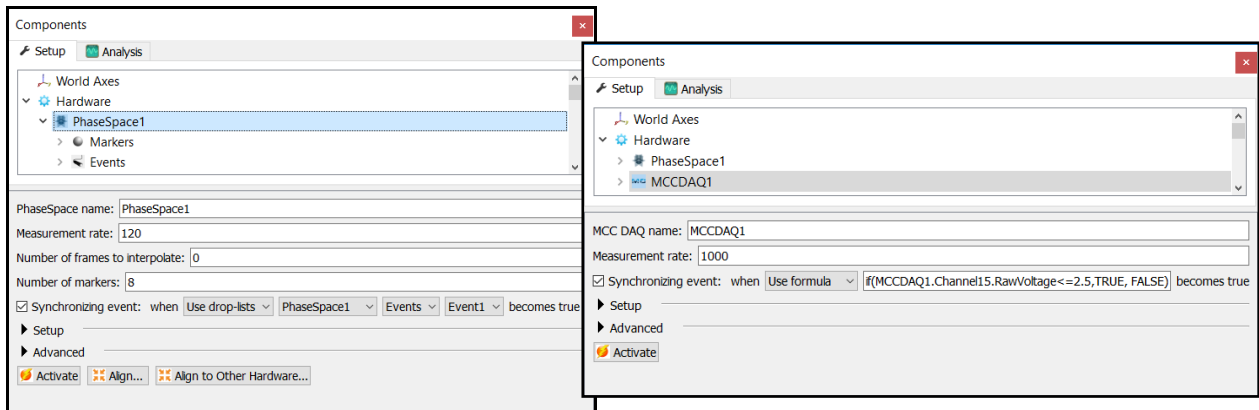 Components
Setup Analysis
World Axes
Hardware
PhaseSpace1
Markers
Events
PhaseSpace name: PhaseSpace1
Measurement rate: 120
Number of frames to interpolate: 0
Number of markers: 8
Synchronizing event: when Use drop-lists PhaseSpace1 Events Event1 becomes true
Setup
Advanced
Activate Align... Align to Other Hardware...
Components
Setup Analysis
World Axes
Hardware
PhaseSpace1
MCCDAQ1
MCC DAQ name: MCCDAQ1
Measurement rate: 1000
Synchronizing event: when Use formula if(MCCDAQ1.Channel15.RawVoltage<=2.5,TRUE, FALSE) becomes true
Setup
Advanced
Activate